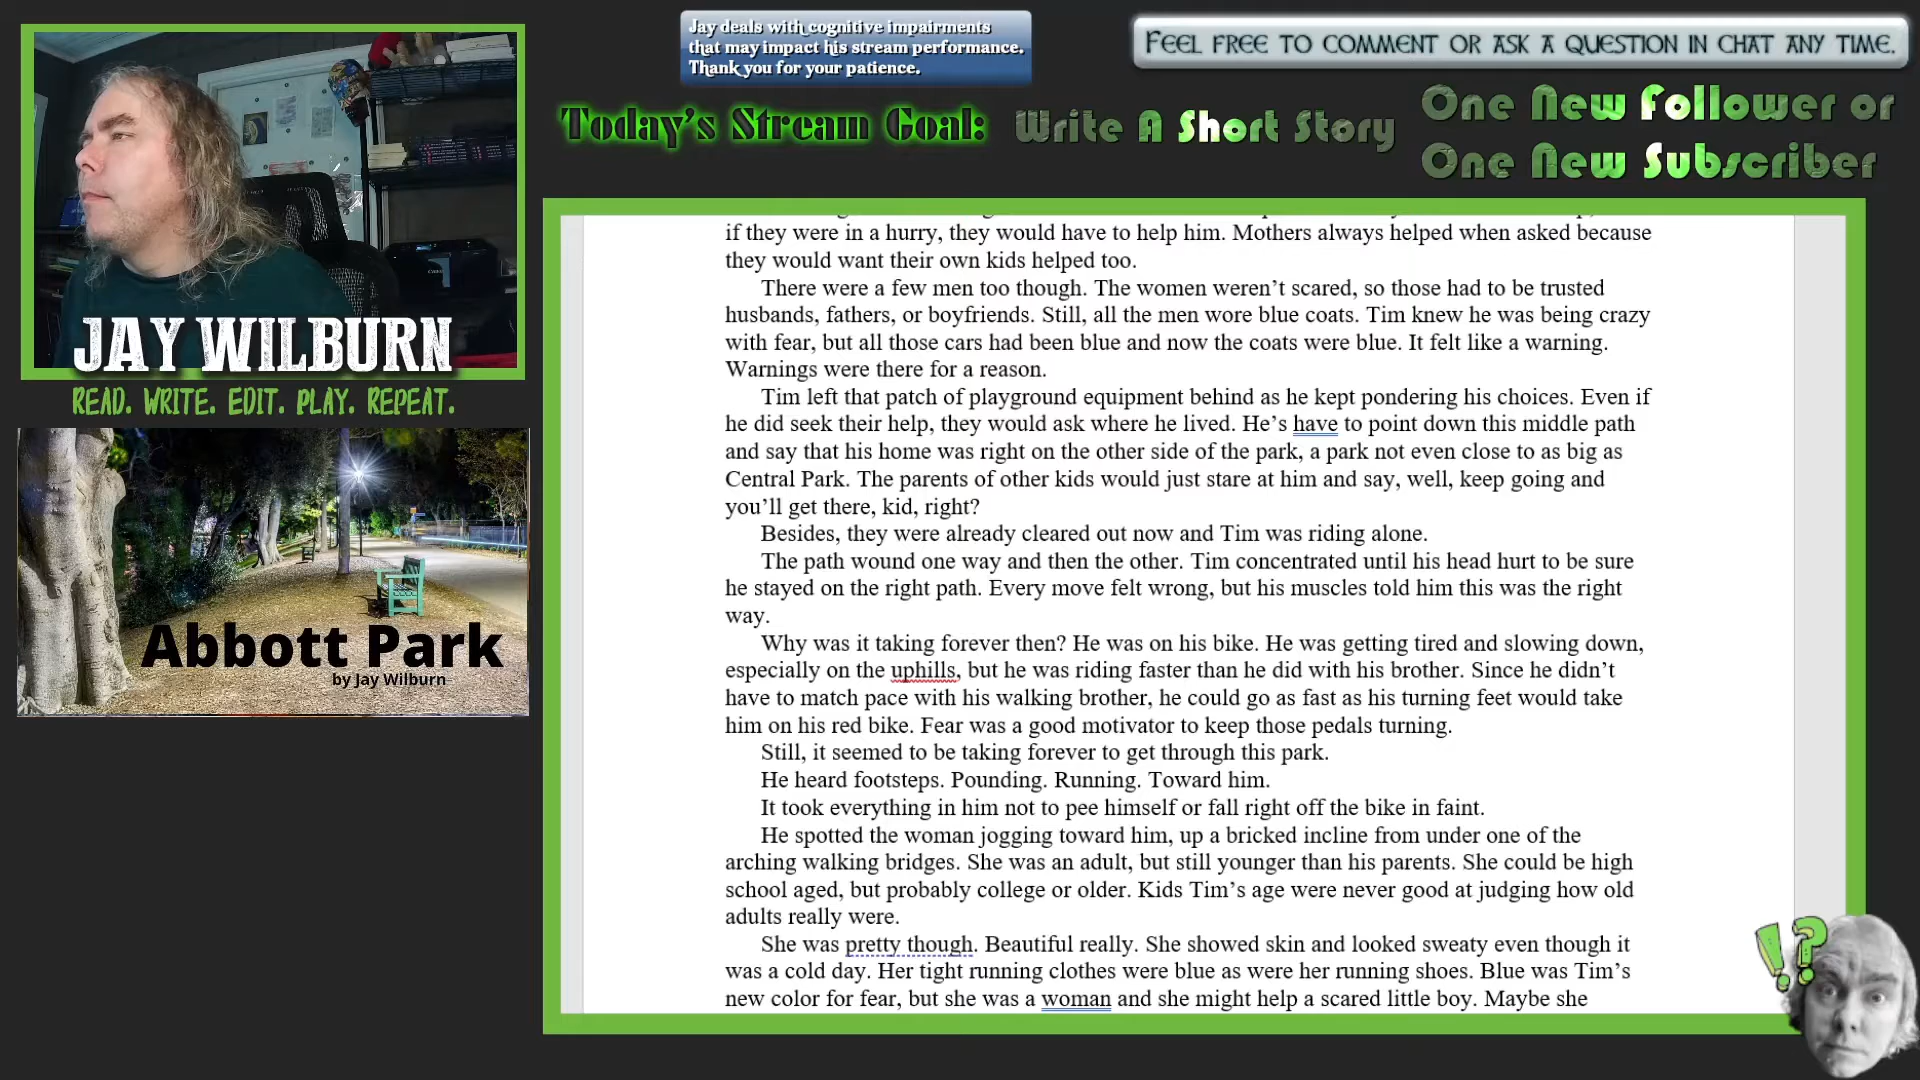 Jay deals with cognitive impairments
that may impact his stream performance.
Thank you for your patience.
Feel free to comment or ask a question in chat any time.
Today's Stream Goal:
Write A Short Story
One New Follower or
One New Subscriber
JAY WILBURN
READ. WRITE. EDIT. PLAY. REPEAT.
Abbott Park
by Jay Wilburn
if they were in a hurry, they would have to help him. Mothers always helped when asked because
they would want their own kids helped too.
There were a few men too though. The women weren't scared, so those had to be trusted
husbands, fathers, or boyfriends. Still, all the men wore blue coats. Tim knew he was being crazy
with fear, but all those cars had been blue and now the coats were blue. It felt like a warning.
Warnings were there for a reason.
Tim left that patch of playground equipment behind as he kept pondering his choices. Even if
he did seek their help, they would ask where he lived. He's have to point down this middle path
and say that his home was right on the other side of the park, a park not even close to as big as
Central Park. The parents of other kids would just stare at him and say, well, keep going and
you'll get there, kid, right?
Besides, they were already cleared out now and Tim was riding alone.
The path wound one way and then the other. Tim concentrated until his head hurt to be sure
he stayed on the right path. Every move felt wrong, but his muscles told him this was the right
way.
Why was it taking forever then? He was on his bike. He was getting tired and slowing down,
especially on the uphills, but he was riding faster than he did with his brother. Since he didn't
have to match pace with his walking brother, he could go as fast as his turning feet would take
him on his red bike. Fear was a good motivator to keep those pedals turning.
Still, it seemed to be taking forever to get through this park.
He heard footsteps. Pounding. Running. Toward him.
It took everything in him not to pee himself or fall right off the bike in faint.
He spotted the woman jogging toward him, up a bricked incline from under one of the
arching walking bridges. She was an adult, but still younger than his parents. She could be high
school aged, but probably college or older. Kids Tim's age were never good at judging how old
adults really were.
She was pretty though. Beautiful really. She showed skin and looked sweaty even though it
was a cold day. Her tight running clothes were blue as were her running shoes. Blue was Tim's
new color for fear, but she was a woman and she might help a scared little boy. Maybe she
!?